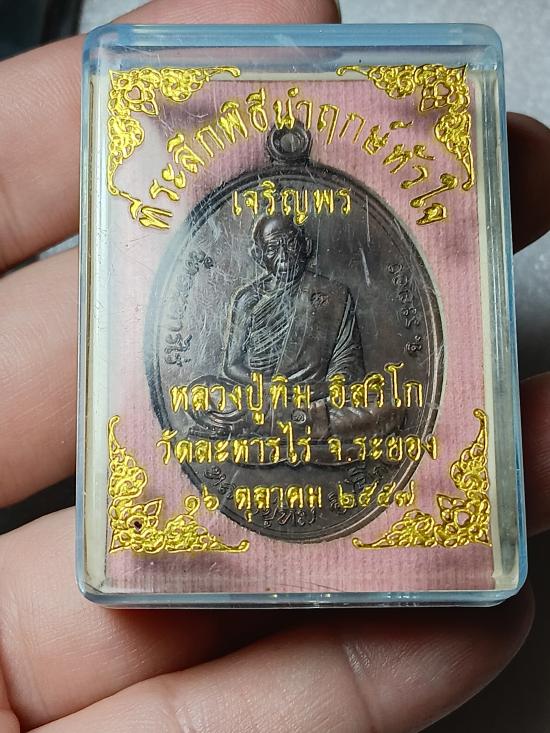 ที่ระลึกพิธีนำฤกษ์หัวใจ
เจริญพร
หลวงปู่ทิม อิสริโก
วัดละหารไร่ จ.ระยอง
๑๖ ตุลาคม ๒๕๕๗